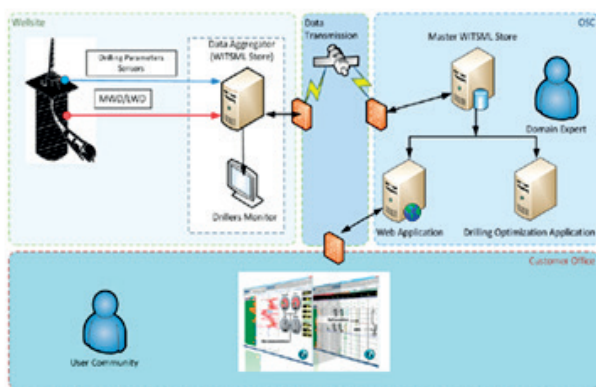 Wellsite
Data
Transmission
OSC
Drilling Parameters
Sensors
MWD/LWD
Data Aggregator
(WITSML Store)
Drillers Monitor
Master WITSML Store
Domain Expert
Web Application
Drilling Optimization Application
Customer Office
User Community